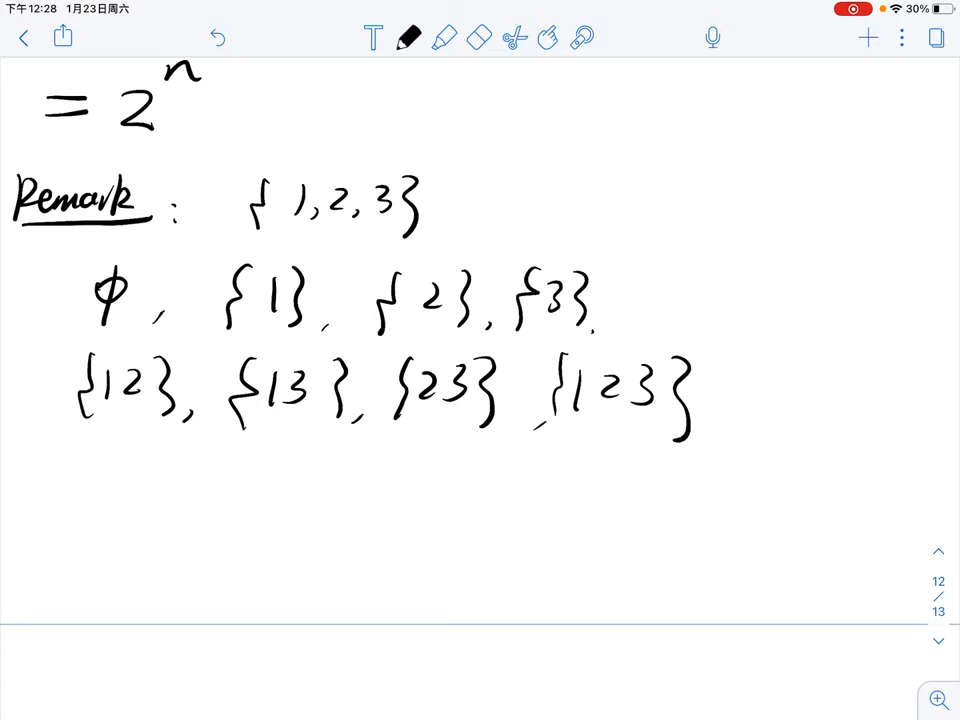 下午12:28 1月23日周六 30%
T
= 2^n
Remark : { 1, 2, 3}
ϕ, {1}, {2}, {3},
{12}, {13}, {23}, {123}
12
/
13